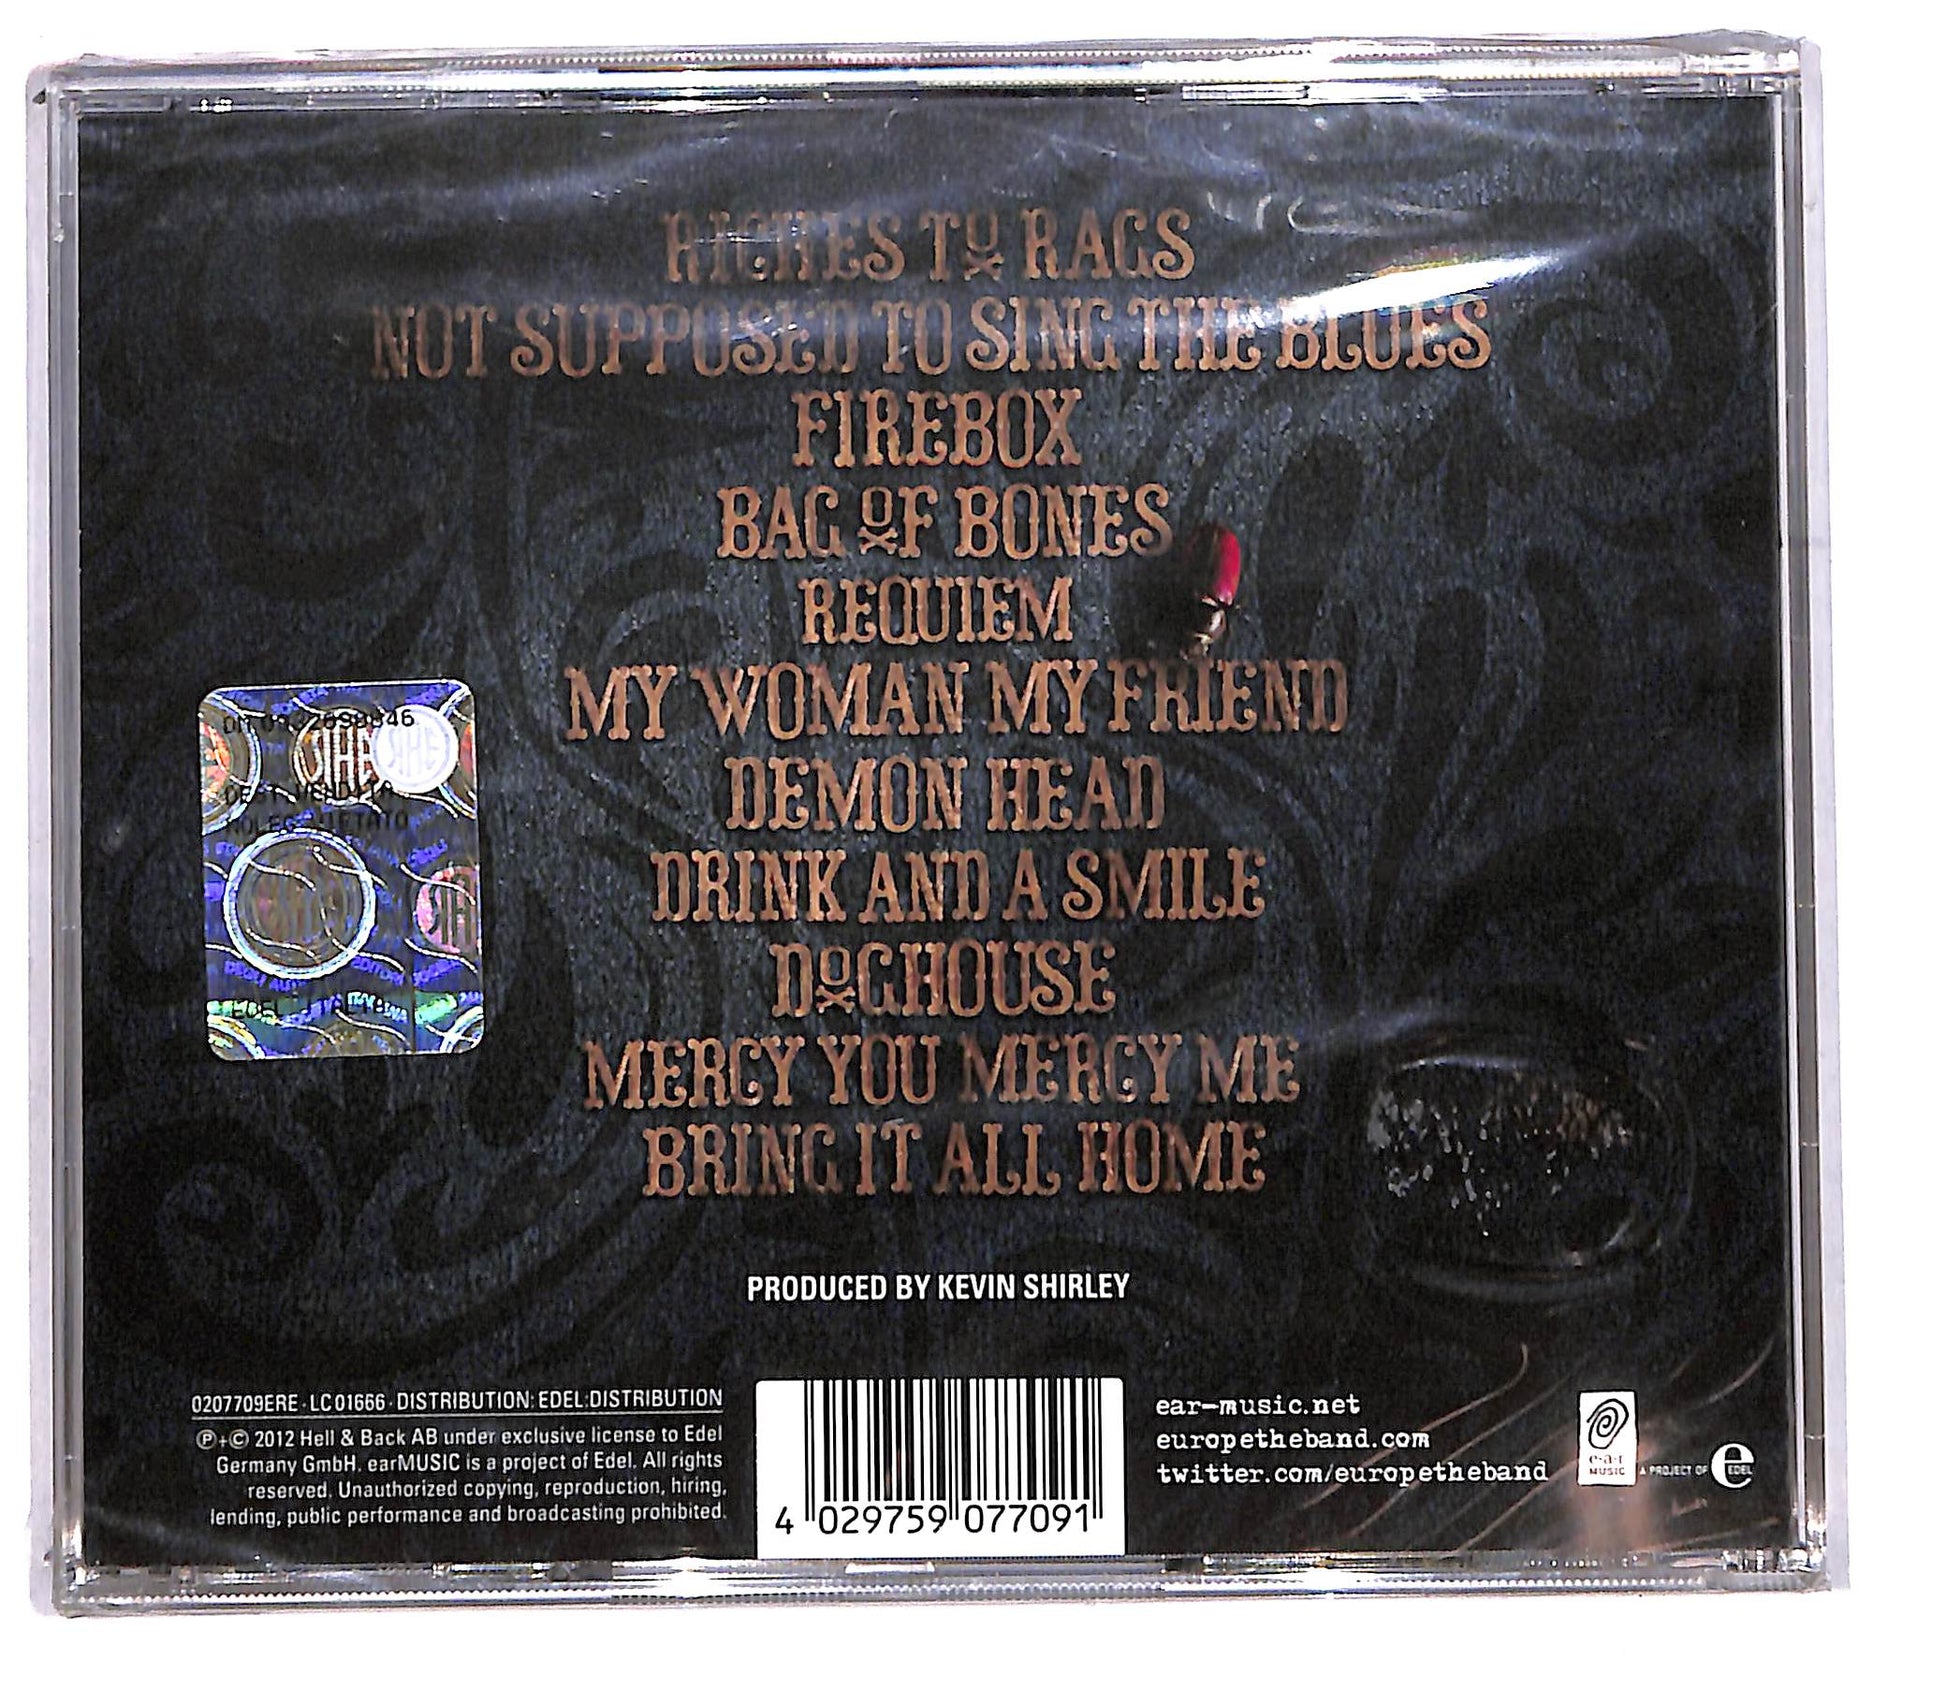 RICHES TO RAGS
NOT SUPPOSED TO SING THE BLUES
FIREBOX
BAG OF BONES
REQUIEM
MY WOMAN MY FRIEND
DEMON HEAD
DRINK AND A SMILE
DOGHOUSE
MERCY YOU MERCY ME
BRING IT ALL HOME
PRODUCED BY KEVIN SHIRLEY
0207709ERE · LC01666 · DISTRIBUTION: EDEL:DISTRIBUTION
℗+© 2012 Hell & Back AB under exclusive license to Edel
Germany GmbH. earMUSIC is a project of Edel. All rights
reserved. Unauthorized copying, reproduction, hiring,
lending, public performance and broadcasting prohibited.
4 029759 077091
ear-music.net
europetheband.com
twitter.com/europetheband
e·a·r
MUSIC
A PROJECT OF
e
EDEL